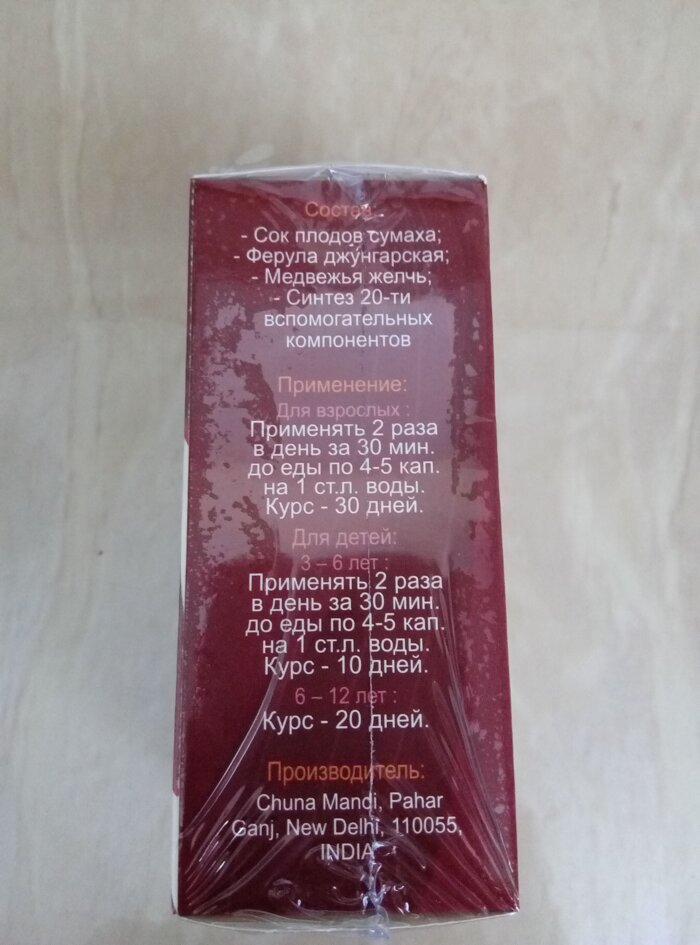 Состав:
- Сок плодов сумаха;
- Ферула джунгарская;
- Медвежья желчь;
- Синтез 20-ти
вспомогательных
компонентов
Применение:
Для взрослых :
Применять 2 раза
в день за 30 мин.
до еды по 4-5 кап.
на 1 ст.л. воды.
Курс - 30 дней.
Для детей:
3 – 6 лет :
Применять 2 раза
в день за 30 мин.
до еды по 4-5 кап.
на 1 ст.л. воды.
Курс - 10 дней.
6 – 12 лет :
Курс - 20 дней.
Производитель:
Chuna Mandi, Pahar
Ganj, New Delhi, 110055,
INDIA